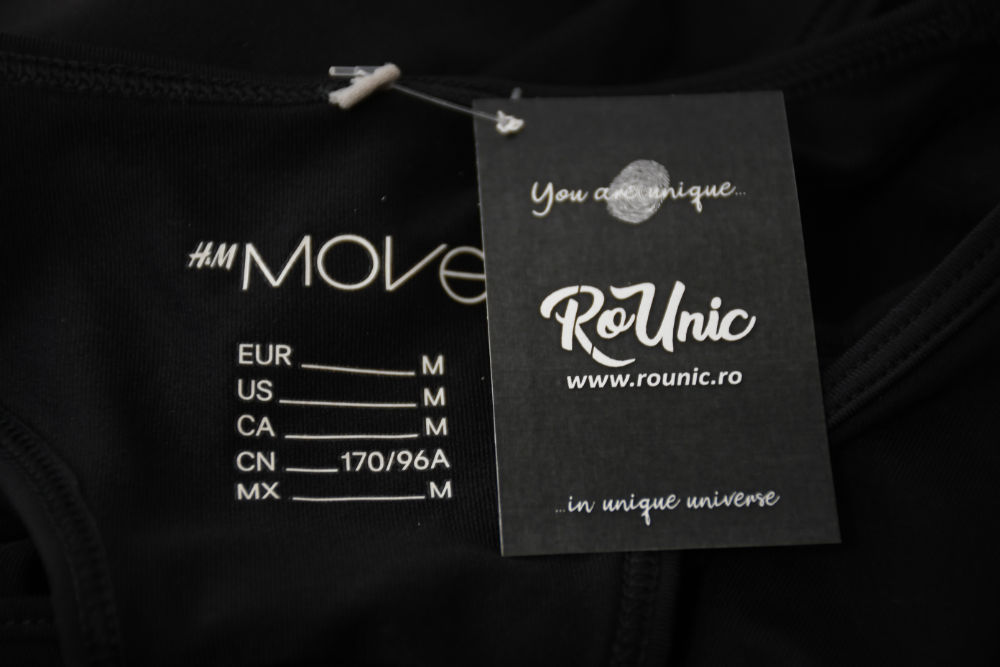 H&M MOVE
EUR M
US M
CA M
CN 170/96A
MX M
You are unique...
RoUnic
www.rounic.ro
...in unique universe